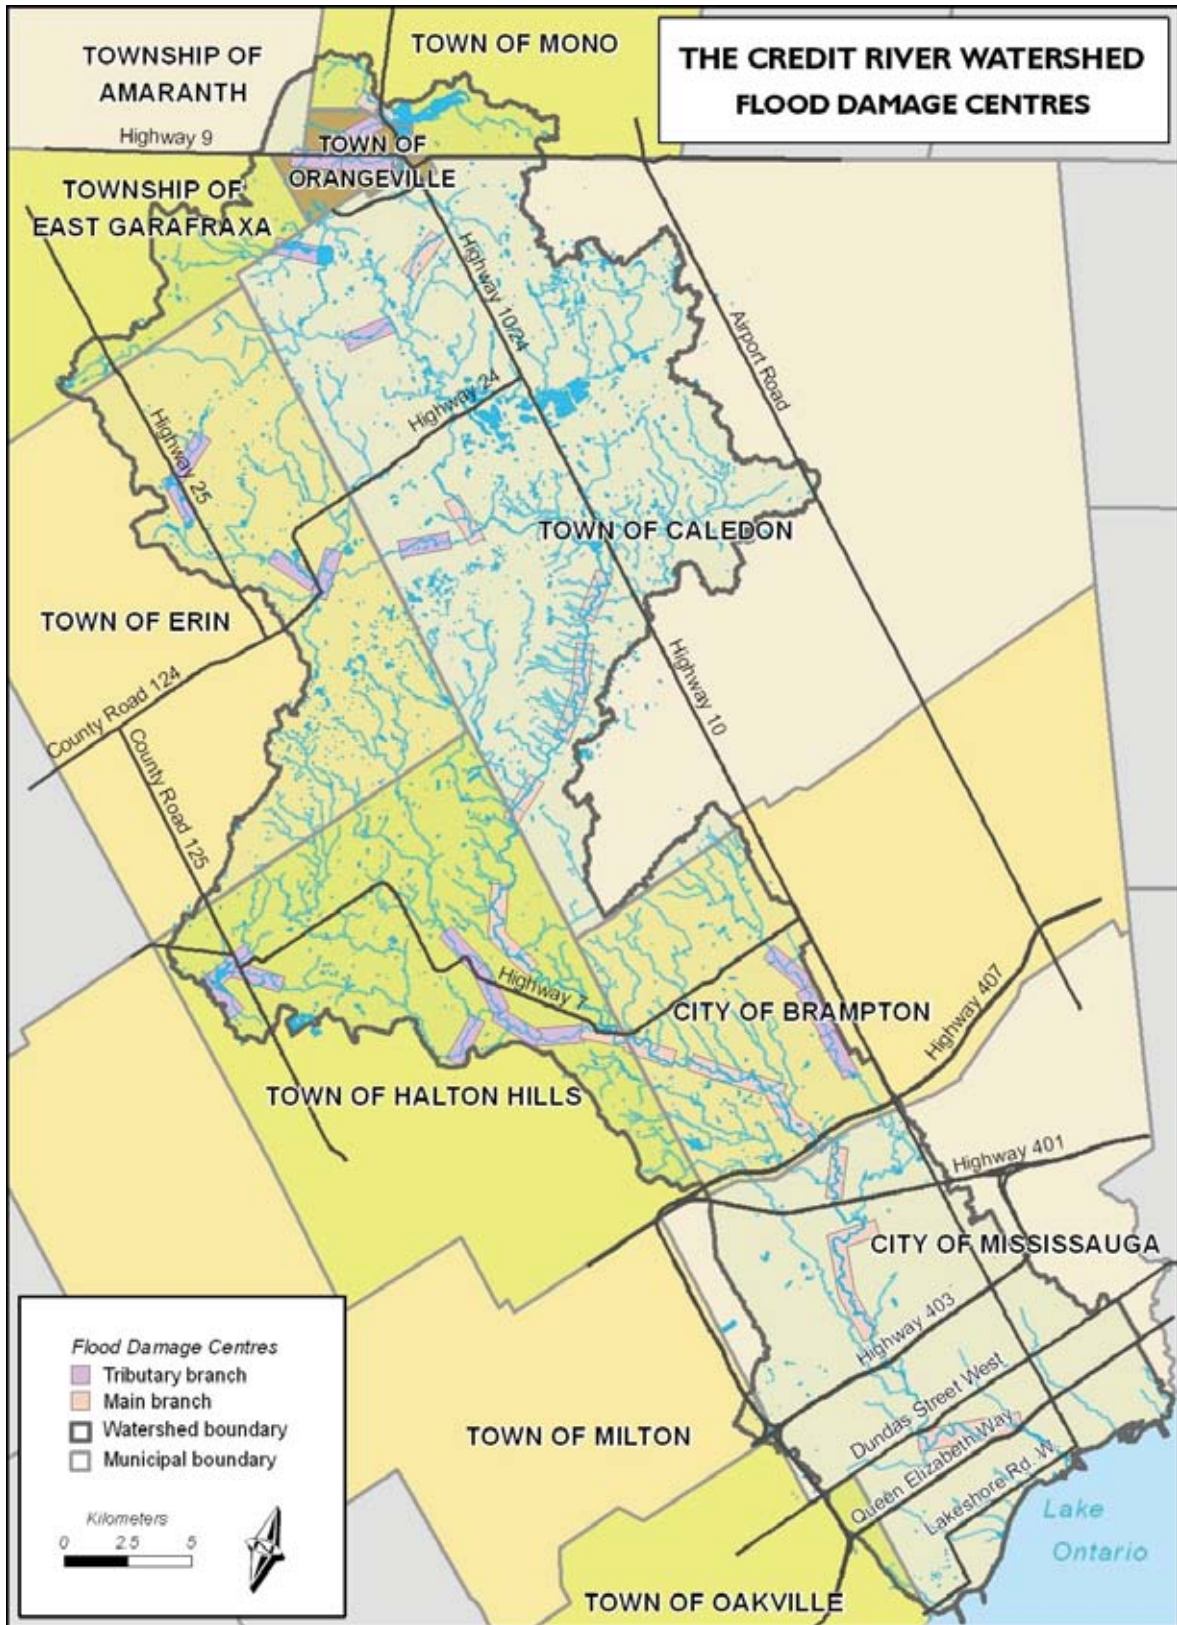 THE CREDIT RIVER WATERSHED
FLOOD DAMAGE CENTRES
TOWNSHIP OF
AMARANTH
TOWN OF MONO
Highway 9
TOWN OF
ORANGEVILLE
TOWNSHIP OF
EAST GARAFRAXA
Highway 10/24
Airport Road
Highway 24
Highway 25
TOWN OF CALEDON
TOWN OF ERIN
County Road 124
Highway 10
County Road 125
Highway 7
CITY OF BRAMPTON
Highway 407
TOWN OF HALTON HILLS
Highway 401
CITY OF MISSISSAUGA
Highway 403
Dundas Street West
Queen Elizabeth Way
Lakeshore Rd. W.
TOWN OF MILTON
Lake
Ontario
TOWN OF OAKVILLE
Flood Damage Centres
Tributary branch
Main branch
Watershed boundary
Municipal boundary
Kilometers
0 2.5 5